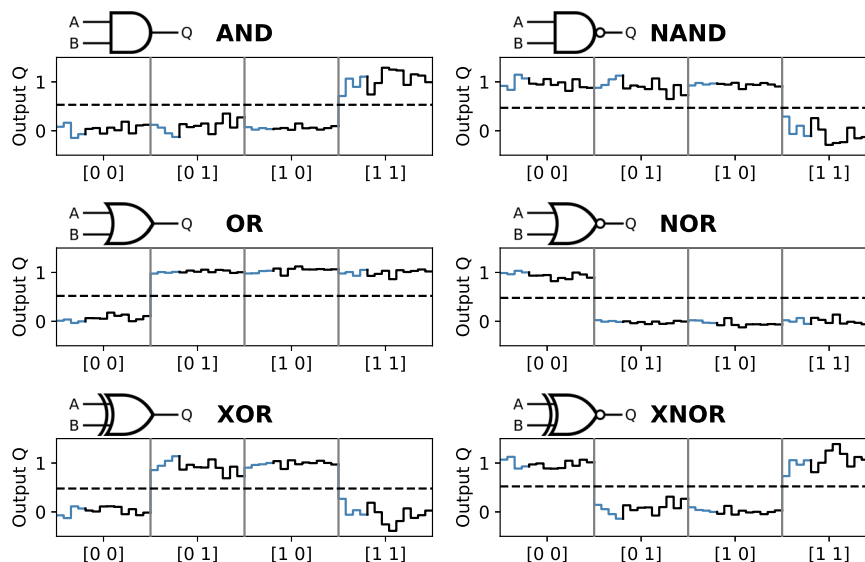 A
B
Q
AND
Output Q
1
0
[0 0]
[0 1]
[1 0]
[1 1]
A
B
Q
NAND
Output Q
1
0
[0 0]
[0 1]
[1 0]
[1 1]
A
B
Q
OR
Output Q
1
0
[0 0]
[0 1]
[1 0]
[1 1]
A
B
Q
NOR
Output Q
1
0
[0 0]
[0 1]
[1 0]
[1 1]
A
B
Q
XOR
Output Q
1
0
[0 0]
[0 1]
[1 0]
[1 1]
A
B
Q
XNOR
Output Q
1
0
[0 0]
[0 1]
[1 0]
[1 1]